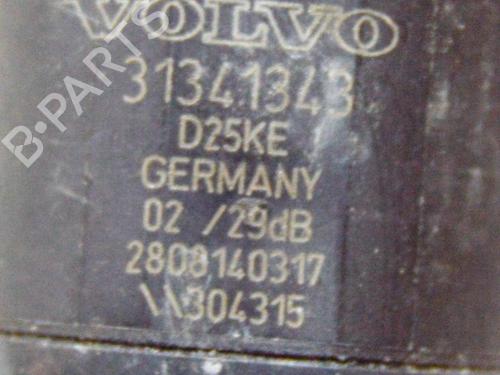 VOLVO
31341343
D25KE
GERMANY
02 /29dB
2808140317
\\304315
B-PARTS